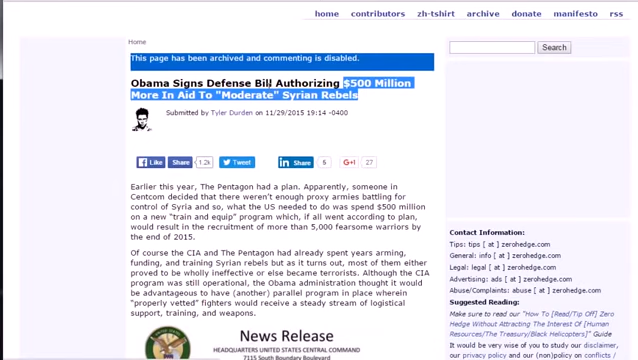 home contributors zh-tshirt archive donate manifesto rss
Home
This page has been archived and commenting is disabled.
Obama Signs Defense Bill Authorizing $500 Million
More In Aid To "Moderate" Syrian Rebels
Submitted by Tyler Durden on 11/29/2015 19:14 -0400
Like Share 1.2k Tweet Share 5 G+1 27
Earlier this year, The Pentagon had a plan. Apparently, someone in
Centcom decided that there weren't enough proxy armies battling for
control of Syria and so, what the US needed to do was spend $500 million
on a new "train and equip" program which, if all went according to plan,
would result in the recruitment of more than 5,000 fearsome warriors by
the end of 2015.
Of course the CIA and The Pentagon had already spent years arming,
funding, and training Syrian rebels but as it turns out, most of them either
proved to be wholly ineffective or else became terrorists. Although the CIA
program was still operational, the Obama administration thought it would
be advantageous to have (another) parallel program in place wherein
"properly vetted" fighters would receive a steady stream of logistical
support, training, and weapons.
News Release
HEADQUARTERS UNITED STATES CENTRAL COMMAND
7115 South Boundary Boulevard
Search
Contact Information:
Tips: tips [ at ] zerohedge.com
General: info [ at ] zerohedge.com
Legal: legal [ at ] zerohedge.com
Advertising: ads [ at ] zerohedge.com
Abuse/Complaints: abuse [ at ] zerohedge.com
Suggested Reading:
Make sure to read our "How To [Read/Tip Off] Zero
Hedge Without Attracting The Interest Of [Human
Resources/The Treasury/Black Helicopters]" Guide
It would be very wise of you to study our disclaimer,
our privacy policy and our (non)policy on conflicts /